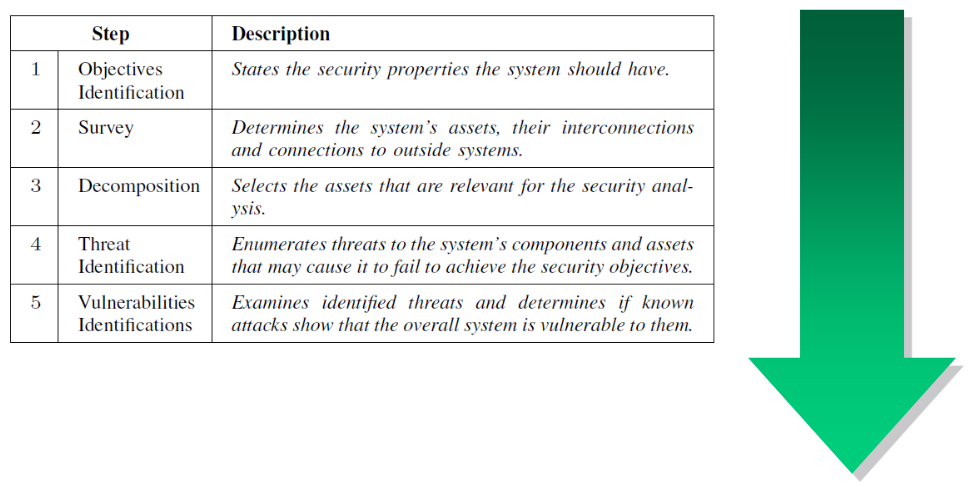 Step Description
1 Objectives States the security properties the system should have.
Identification
2 Survey Determines the system's assets, their interconnections
and connections to outside systems.
3 Decomposition Selects the assets that are relevant for the security anal-
ysis.
4 Threat Enumerates threats to the system's components and assets
Identification that may cause it to fail to achieve the security objectives.
5 Vulnerabilities Examines identified threats and determines if known
Identifications attacks show that the overall system is vulnerable to them.